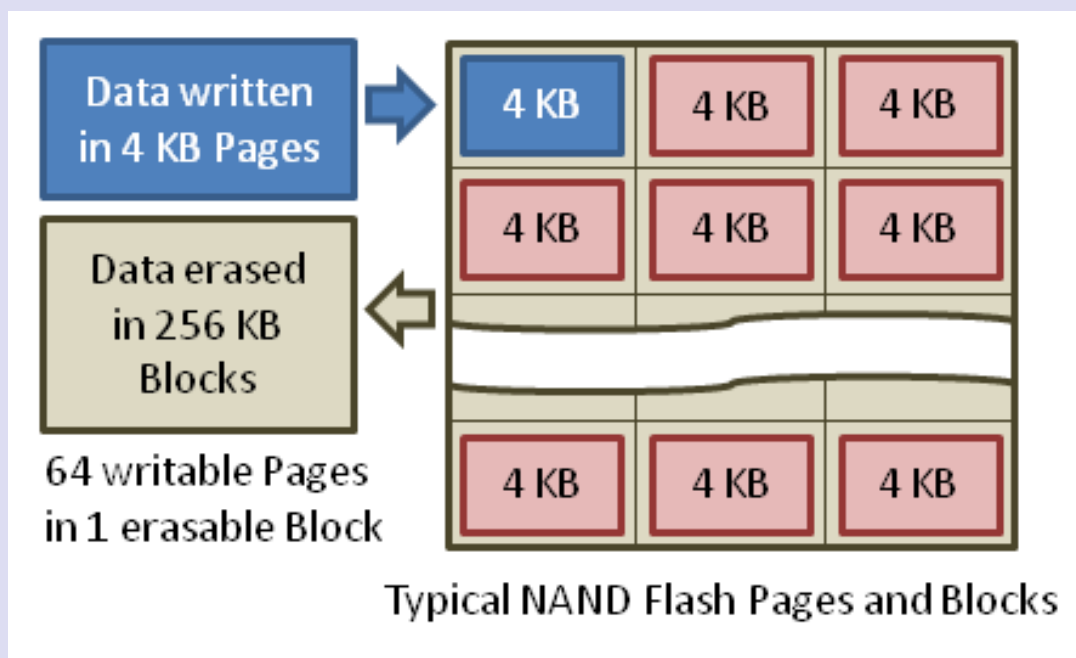 Data written
in 4 KB Pages
4 KB 4 KB 4 KB
4 KB 4 KB 4 KB
Data erased
in 256 KB
Blocks
4 KB 4 KB 4 KB
64 writable Pages
in 1 erasable Block
Typical NAND Flash Pages and Blocks